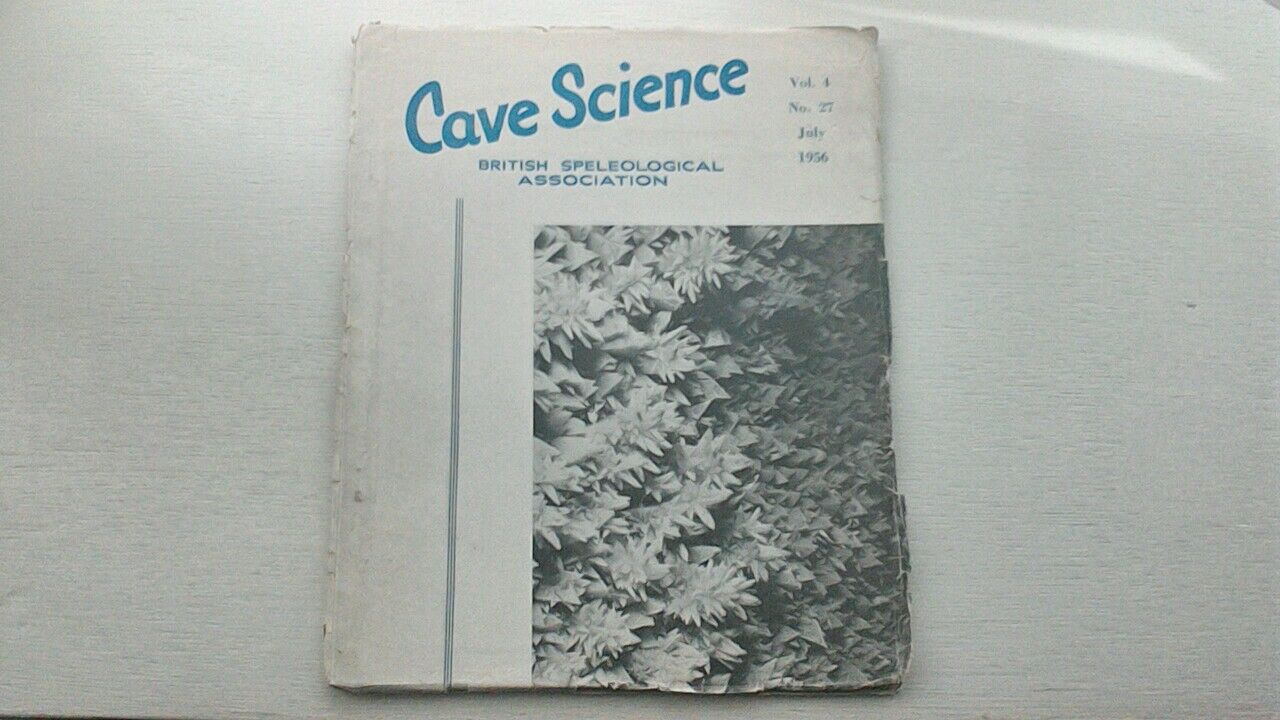 Cave Science
BRITISH SPELEOLOGICAL
ASSOCIATION
Vol. 4
No. 27
July
1956